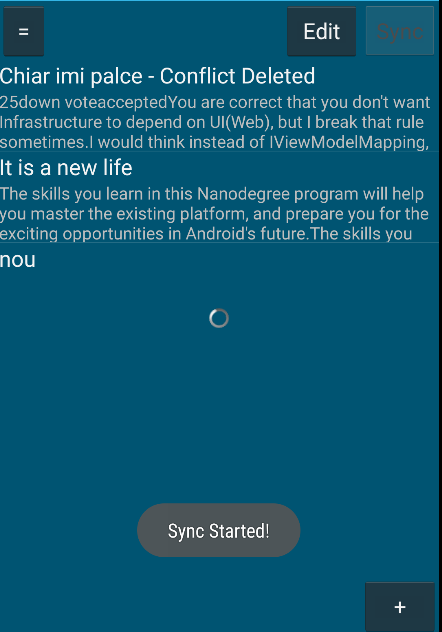 =
Edit
Sync
Chiar imi palce - Conflict Deleted
25down voteacceptedYou are correct that you don't want
Infrastructure to depend on UI(Web), but I break that rule
sometimes.I would think instead of IViewModelMapping,
It is a new life
The skills you learn in this Nanodegree program will help
you master the existing platform, and prepare you for the
exciting opportunities in Android's future.The skills you
nou
Sync Started!
+